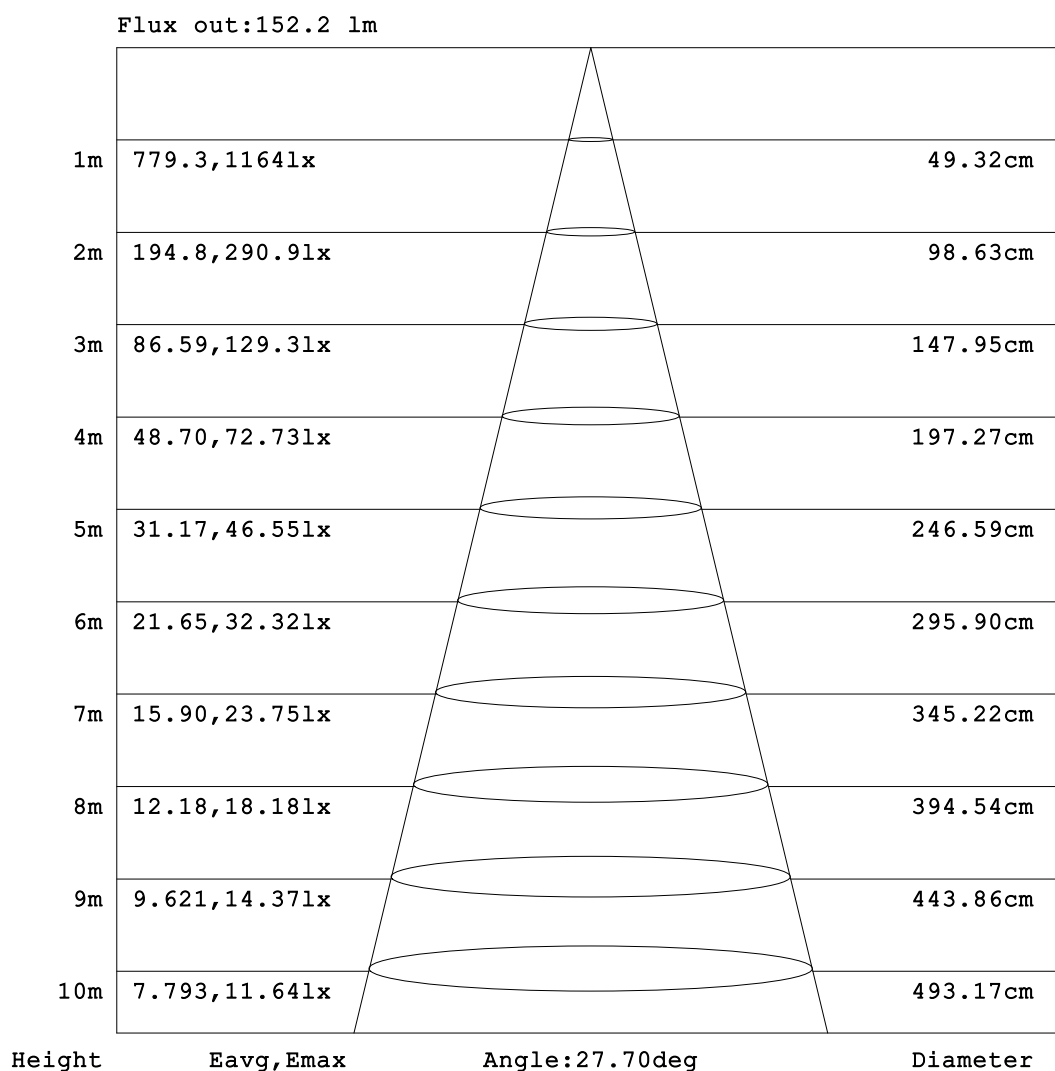 Flux out:152.2 lm
1m 779.3,1164lx 49.32cm
2m 194.8,290.9lx 98.63cm
3m 86.59,129.3lx 147.95cm
4m 48.70,72.73lx 197.27cm
5m 31.17,46.55lx 246.59cm
6m 21.65,32.32lx 295.90cm
7m 15.90,23.75lx 345.22cm
8m 12.18,18.18lx 394.54cm
9m 9.621,14.37lx 443.86cm
10m 7.793,11.64lx 493.17cm
Height Eavg,Emax Angle:27.70deg Diameter